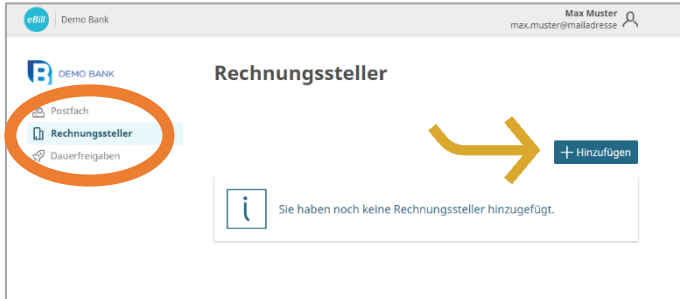 eBill Demo Bank
Max Muster
max.muster@mailadresse
B DEMO BANK
Rechnungssteller
Postfach
Rechnungssteller
Dauerfreigaben
+ Hinzufügen
i Sie haben noch keine Rechnungssteller hinzugefügt.